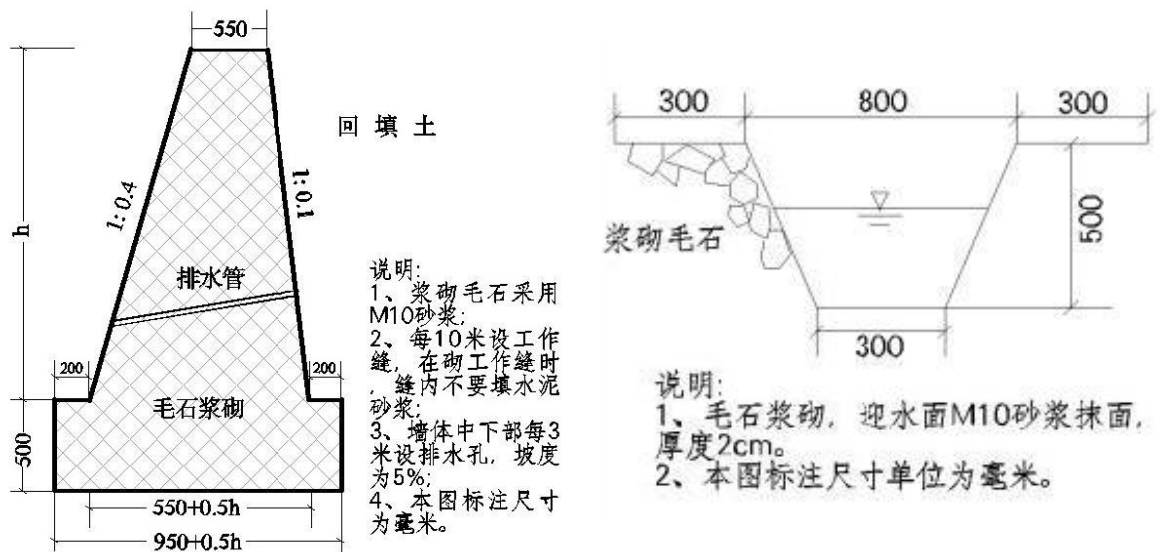 550
h
1:0.4
1:0.1
回填土
排水管
200
200
毛石浆砌
500
550+0.5h
950+0.5h
说明:
1、浆砌毛石采用
M10砂浆;
2、每10米设工作
缝, 在砌工作缝时
, 缝内不要填水泥
砂浆;
3、墙体中下部每3
米设排水孔, 坡度
为5%;
4、本图标注尺寸
为毫米。
300
800
300
500
浆砌毛石
300
说明:
1、毛石浆砌, 迎水面M10砂浆抹面,
厚度2cm。
2、本图标注尺寸单位为毫米。